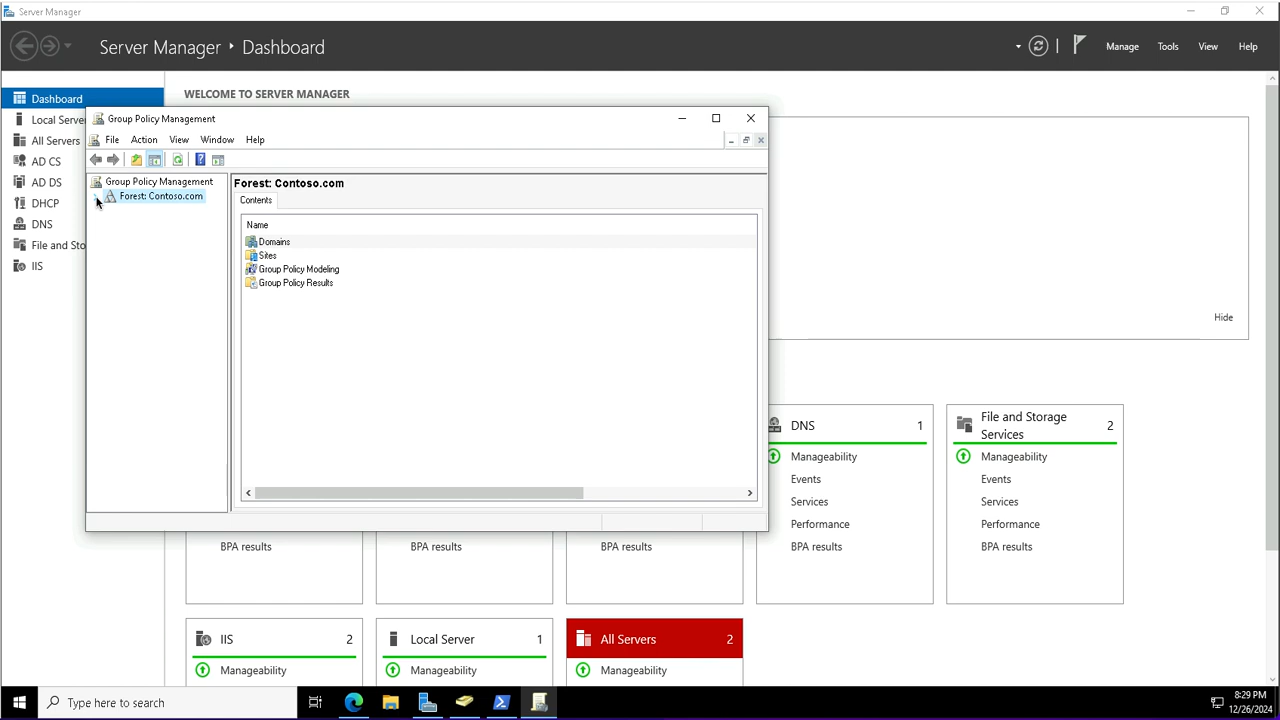 Server Manager
Server Manager • Dashboard
Manage Tools View Help
Dashboard
Local Serve
All Servers
AD CS
AD DS
DHCP
DNS
File and Sto
IIS
WELCOME TO SERVER MANAGER
Group Policy Management
File Action View Window Help
Group Policy Management
Forest: Contoso.com
Forest: Contoso.com
Contents
Name
Domains
Sites
Group Policy Modeling
Group Policy Results
Hide
DNS 1
Manageability
Events
Services
Performance
BPA results
File and Storage
Services 2
Manageability
Events
Services
Performance
BPA results
BPA results
BPA results
BPA results
IIS 2
Manageability
Local Server 1
Manageability
All Servers 2
Manageability
Type here to search
8:29 PM
12/26/2024